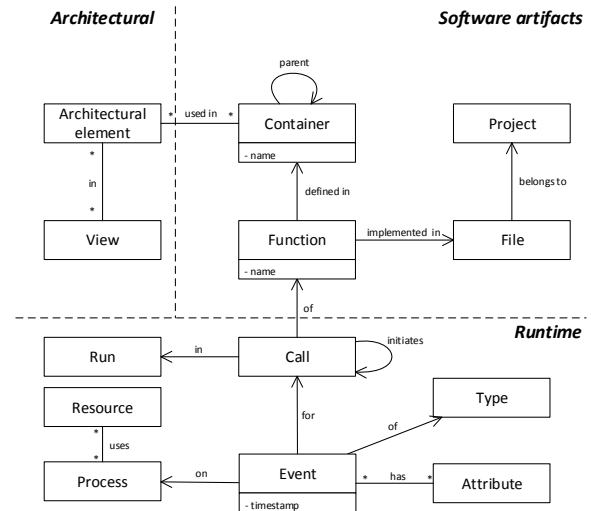 Architectural
Software artifacts
parent
Architectural
element
*
used in
*
Container
- name
Project
*
in
*
defined in
belongs to
View
Function
- name
implemented in
File
of
Runtime
Run
in
Call
initiates
Resource
*
uses
*
for
of
Type
Process
on
Event
- timestamp
*
has
*
Attribute